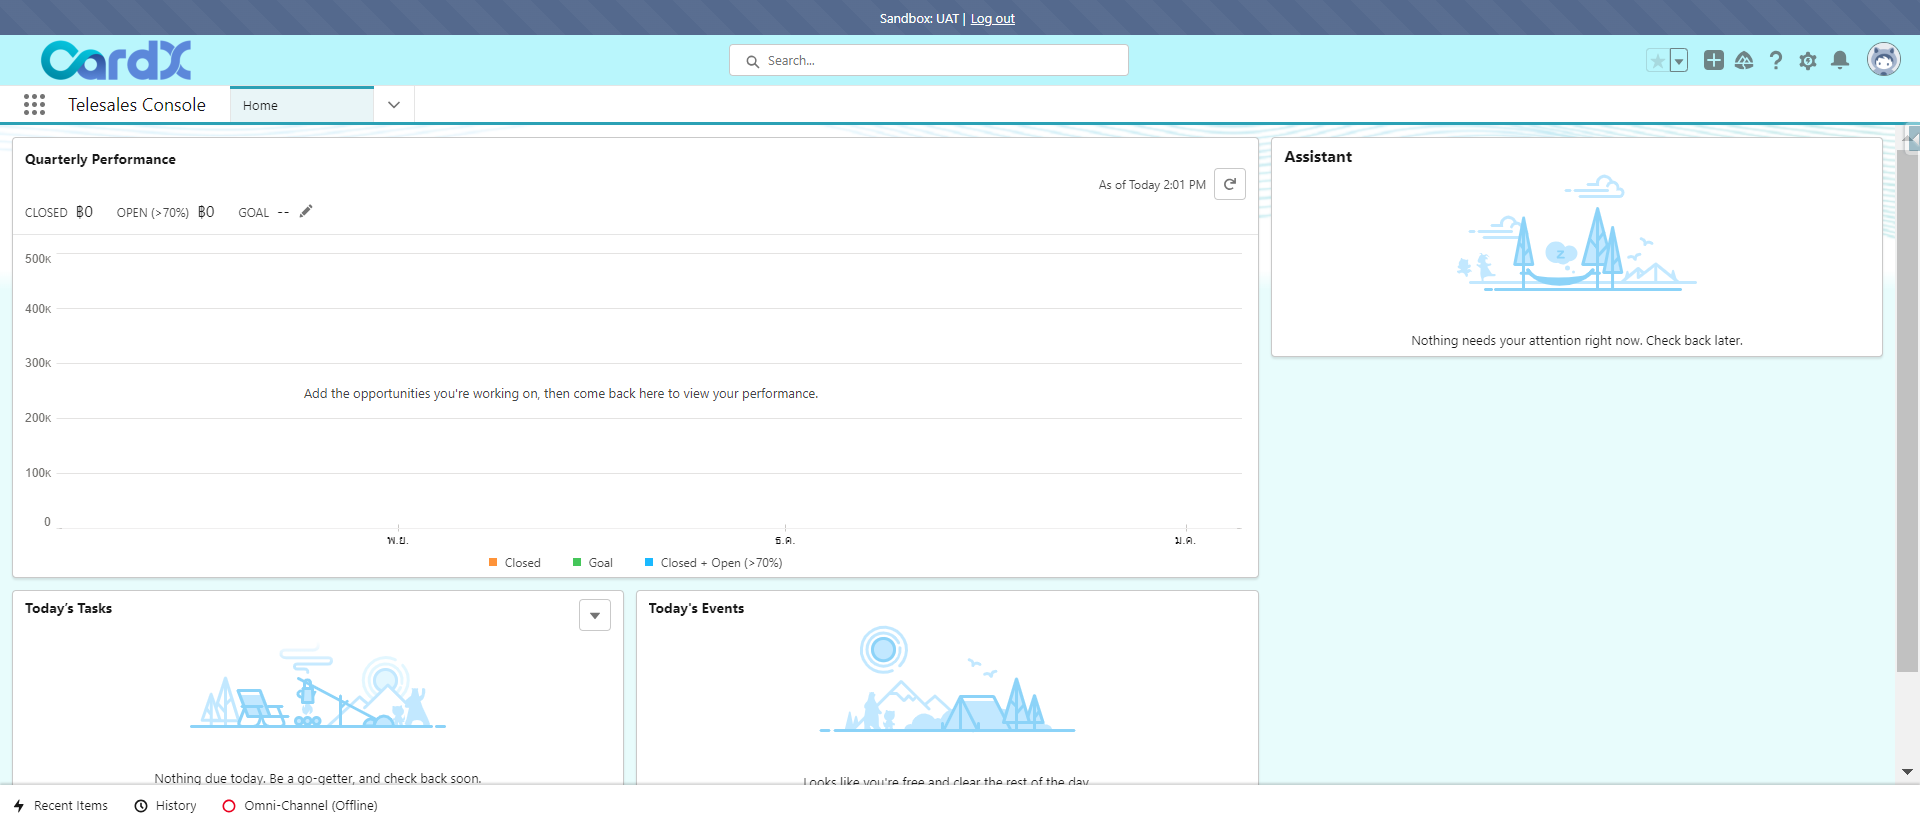 Sandbox: UAT | Log out
CardX
Search...
Telesales Console
Home
Quarterly Performance
As of Today 2:01 PM
CLOSED ฿0 OPEN (>70%) ฿0 GOAL --
500K
400K
300K
Add the opportunities you're working on, then come back here to view your performance.
200K
100K
0
พ.ย. ธ.ค. ม.ค.
Closed Goal Closed + Open (>70%)
Assistant
Z
Nothing needs your attention right now. Check back later.
Today's Tasks
Nothing due today. Be a go-getter, and check back soon.
Today's Events
Looks like you're free and clear the rest of the day.
Recent Items History Omni-Channel (Offline)